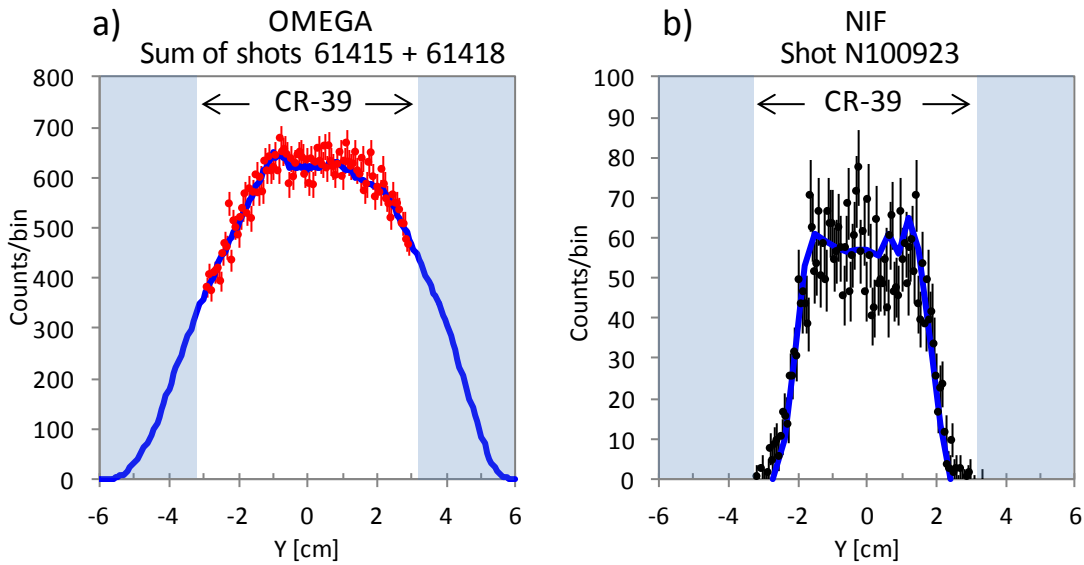 a)
OMEGA
Sum of shots 61415 + 61418
CR-39
Counts/bin
800
700
600
500
400
300
200
100
0
-6 -4 -2 0 2 4 6
Y [cm]
b)
NIF
Shot N100923
CR-39
Counts/bin
100
90
80
70
60
50
40
30
20
10
0
-6 -4 -2 0 2 4 6
Y [cm]